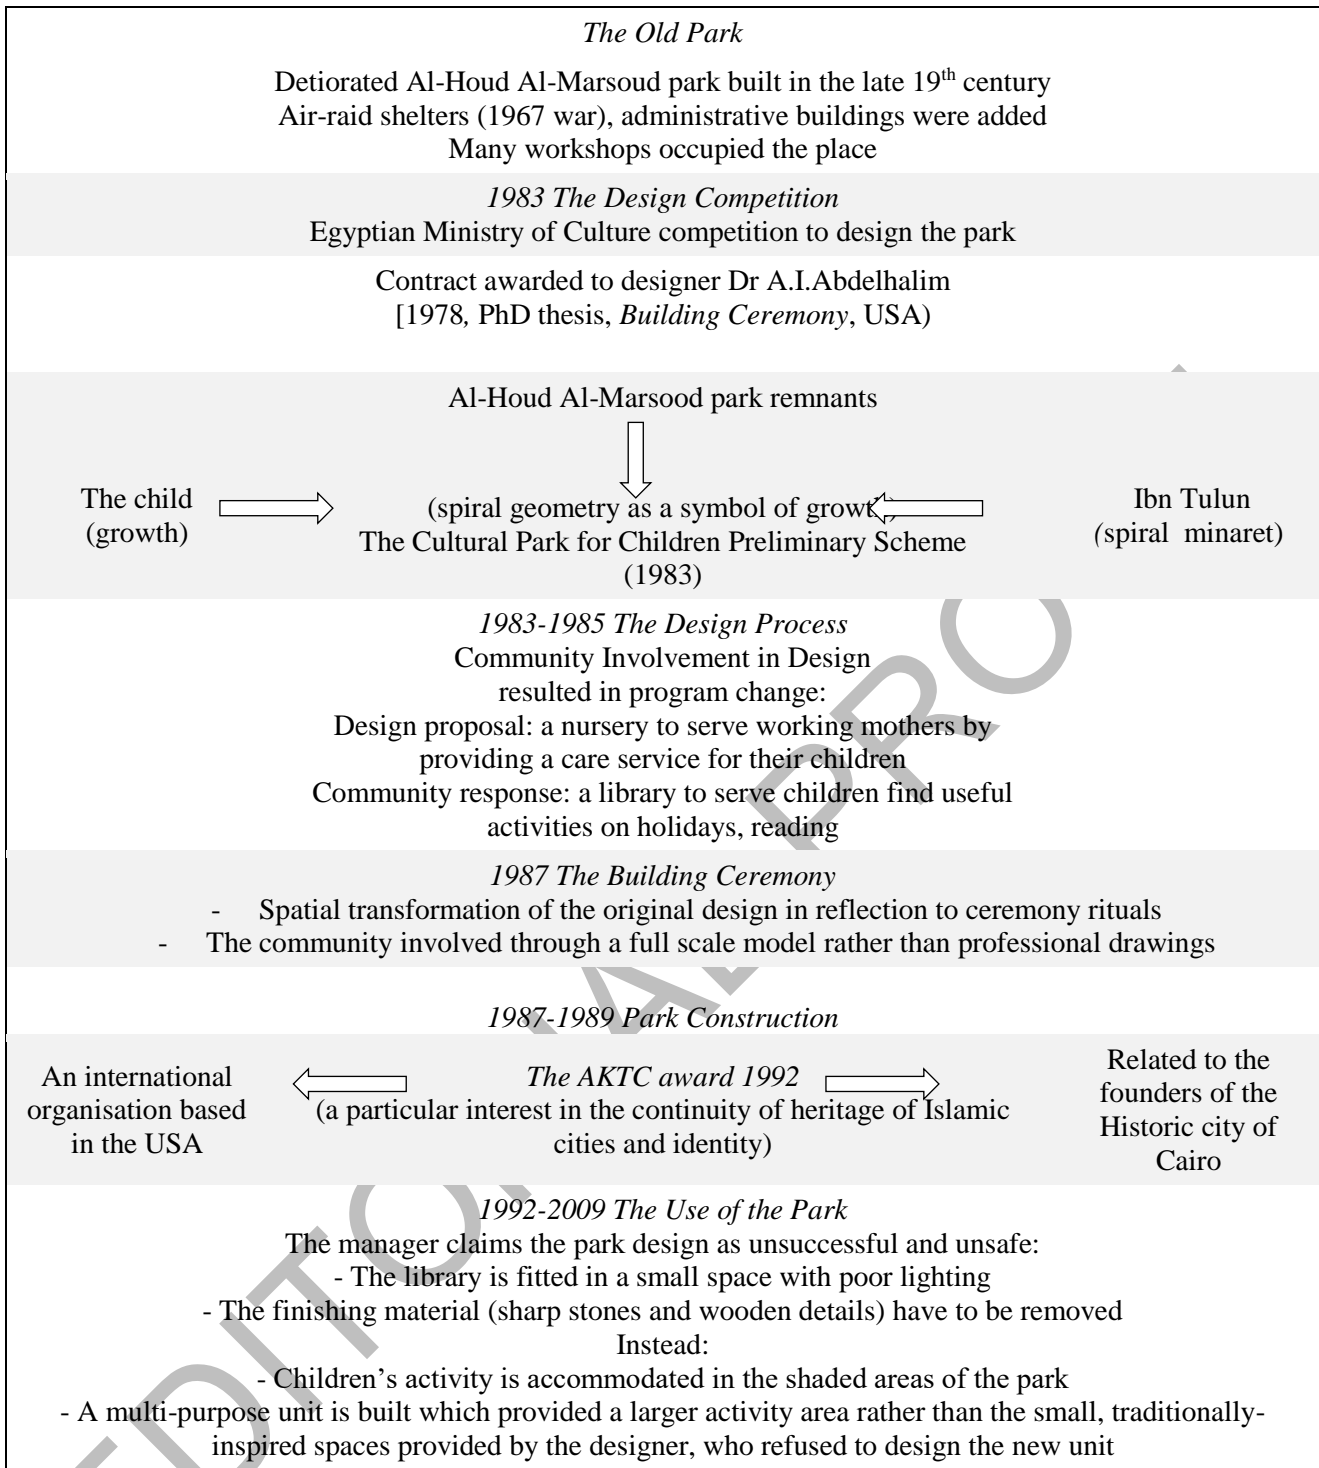 The Old Park
Detiorated Al-Houd Al-Marsoud park built in the late 19th century
Air-raid shelters (1967 war), administrative buildings were added
Many workshops occupied the place
1983 The Design Competition
Egyptian Ministry of Culture competition to design the park
Contract awarded to designer Dr A.I.Abdelhalim
[1978, PhD thesis, Building Ceremony, USA)
Al-Houd Al-Marsood park remnants
The child
(growth)
(spiral geometry as a symbol of growth)
The Cultural Park for Children Preliminary Scheme
(1983)
Ibn Tulun
(spiral minaret)
1983-1985 The Design Process
Community Involvement in Design
resulted in program change:
Design proposal: a nursery to serve working mothers by
providing a care service for their children
Community response: a library to serve children find useful
activities on holidays, reading
1987 The Building Ceremony
- Spatial transformation of the original design in reflection to ceremony rituals
- The community involved through a full scale model rather than professional drawings
1987-1989 Park Construction
An international
organisation based
in the USA
The AKTC award 1992
(a particular interest in the continuity of heritage of Islamic
cities and identity)
Related to the
founders of the
Historic city of
Cairo
1992-2009 The Use of the Park
The manager claims the park design as unsuccessful and unsafe:
- The library is fitted in a small space with poor lighting
- The finishing material (sharp stones and wooden details) have to be removed
Instead:
- Children's activity is accommodated in the shaded areas of the park
- A multi-purpose unit is built which provided a larger activity area rather than the small, traditionally-
inspired spaces provided by the designer, who refused to design the new unit